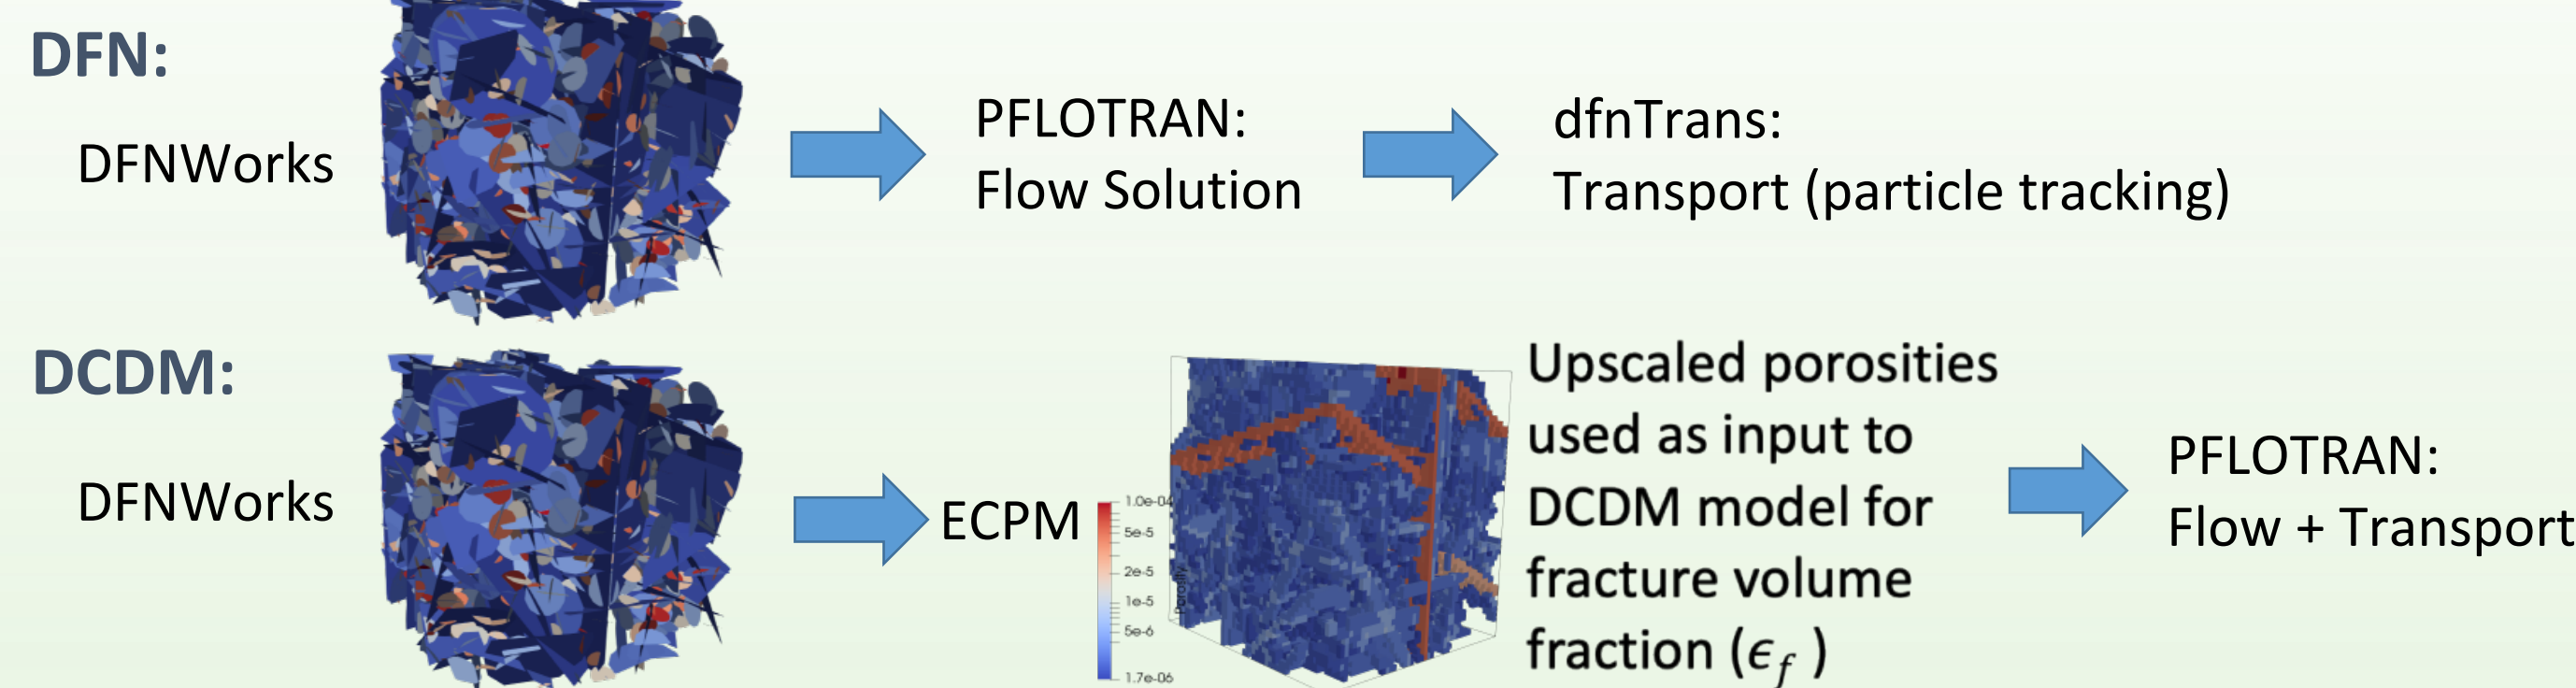 DFN:
DFNWorks
PFLOTRAN:
Flow Solution
dfnTrans:
Transport (particle tracking)
DCDM:
DFNWorks
ECPM
1.0e-04
5e-5
2e-5
1e-5
5e-6
1.7e-06
Porosity
Upscaled porosities
used as input to
DCDM model for
fracture volume
fraction (ϵ_f )
PFLOTRAN:
Flow + Transport